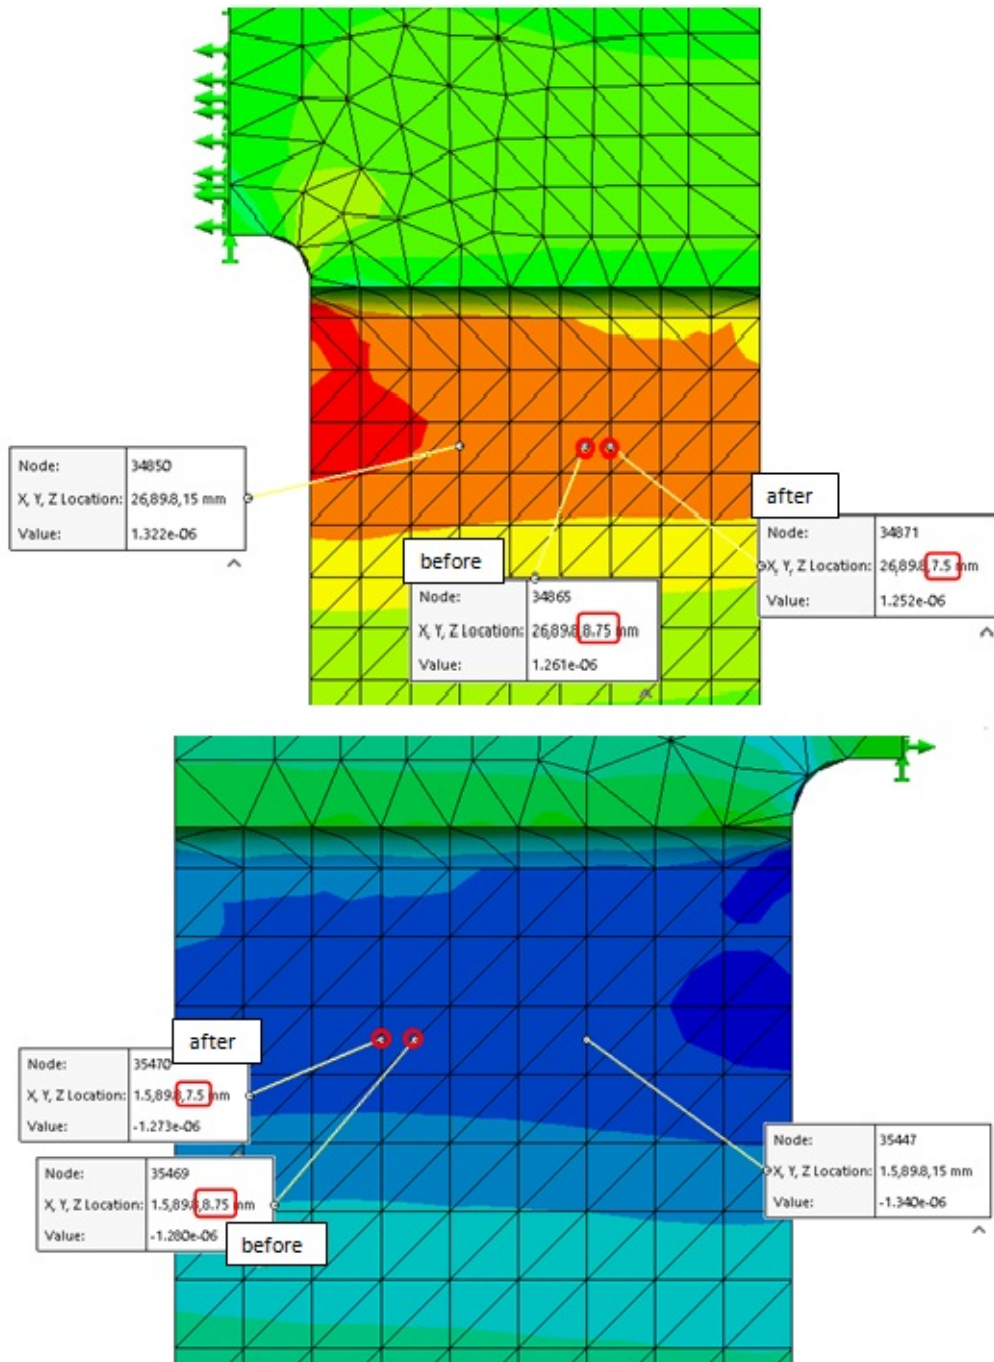 Node: 34850
X, Y, Z Location: 26,89.8,15 mm
Value: 1.322e-06
before
Node: 34865
X, Y, Z Location: 26,89.8,8.75 mm
Value: 1.261e-06
after
Node: 34871
X, Y, Z Location: 26,89.8,7.5 mm
Value: 1.252e-06
after
Node: 35470
X, Y, Z Location: 1.5,89.8,7.5 mm
Value: -1.273e-06
Node: 35469
X, Y, Z Location: 1.5,89.8,8.75 mm
Value: -1.280e-06
before
Node: 35447
X, Y, Z Location: 1.5,89.8,15 mm
Value: -1.340e-06